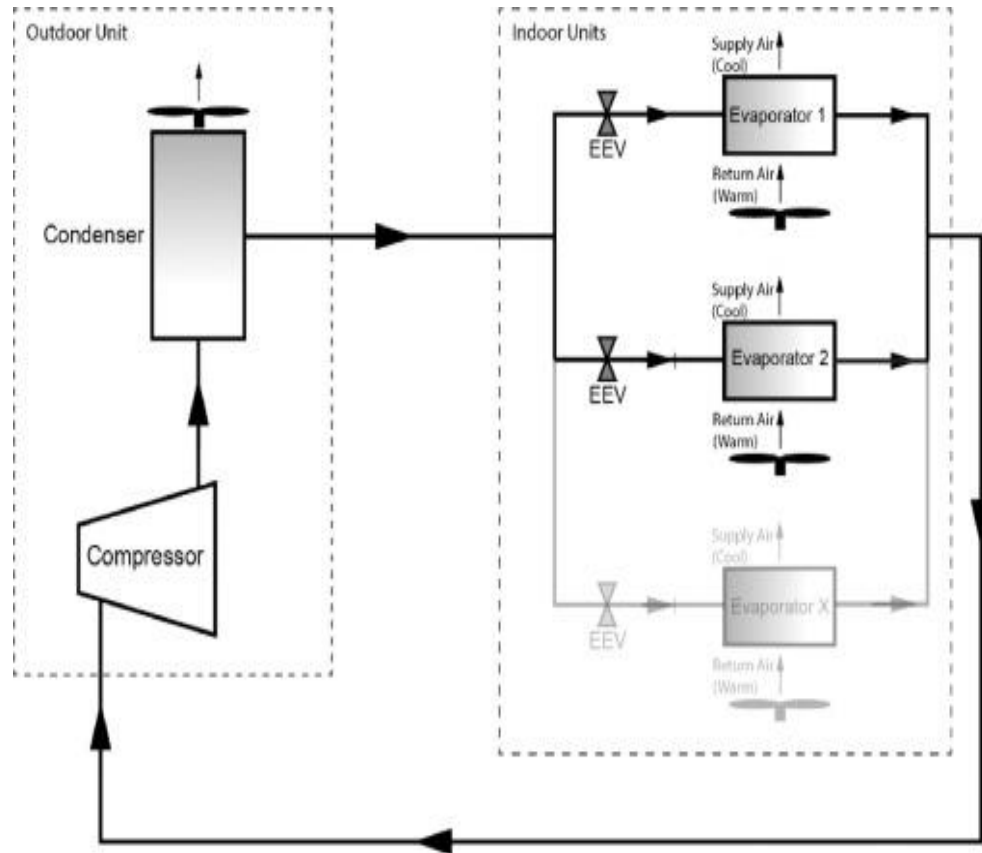 Outdoor Unit
Indoor Units
Supply Air
(Cool)
Evaporator 1
EEV
Return Air
(Warm)
Condenser
Supply Air
(Cool)
Evaporator 2
EEV
Return Air
(Warm)
Compressor
Supply Air
(Cool)
Evaporator X
EEV
Return Air
(Warm)